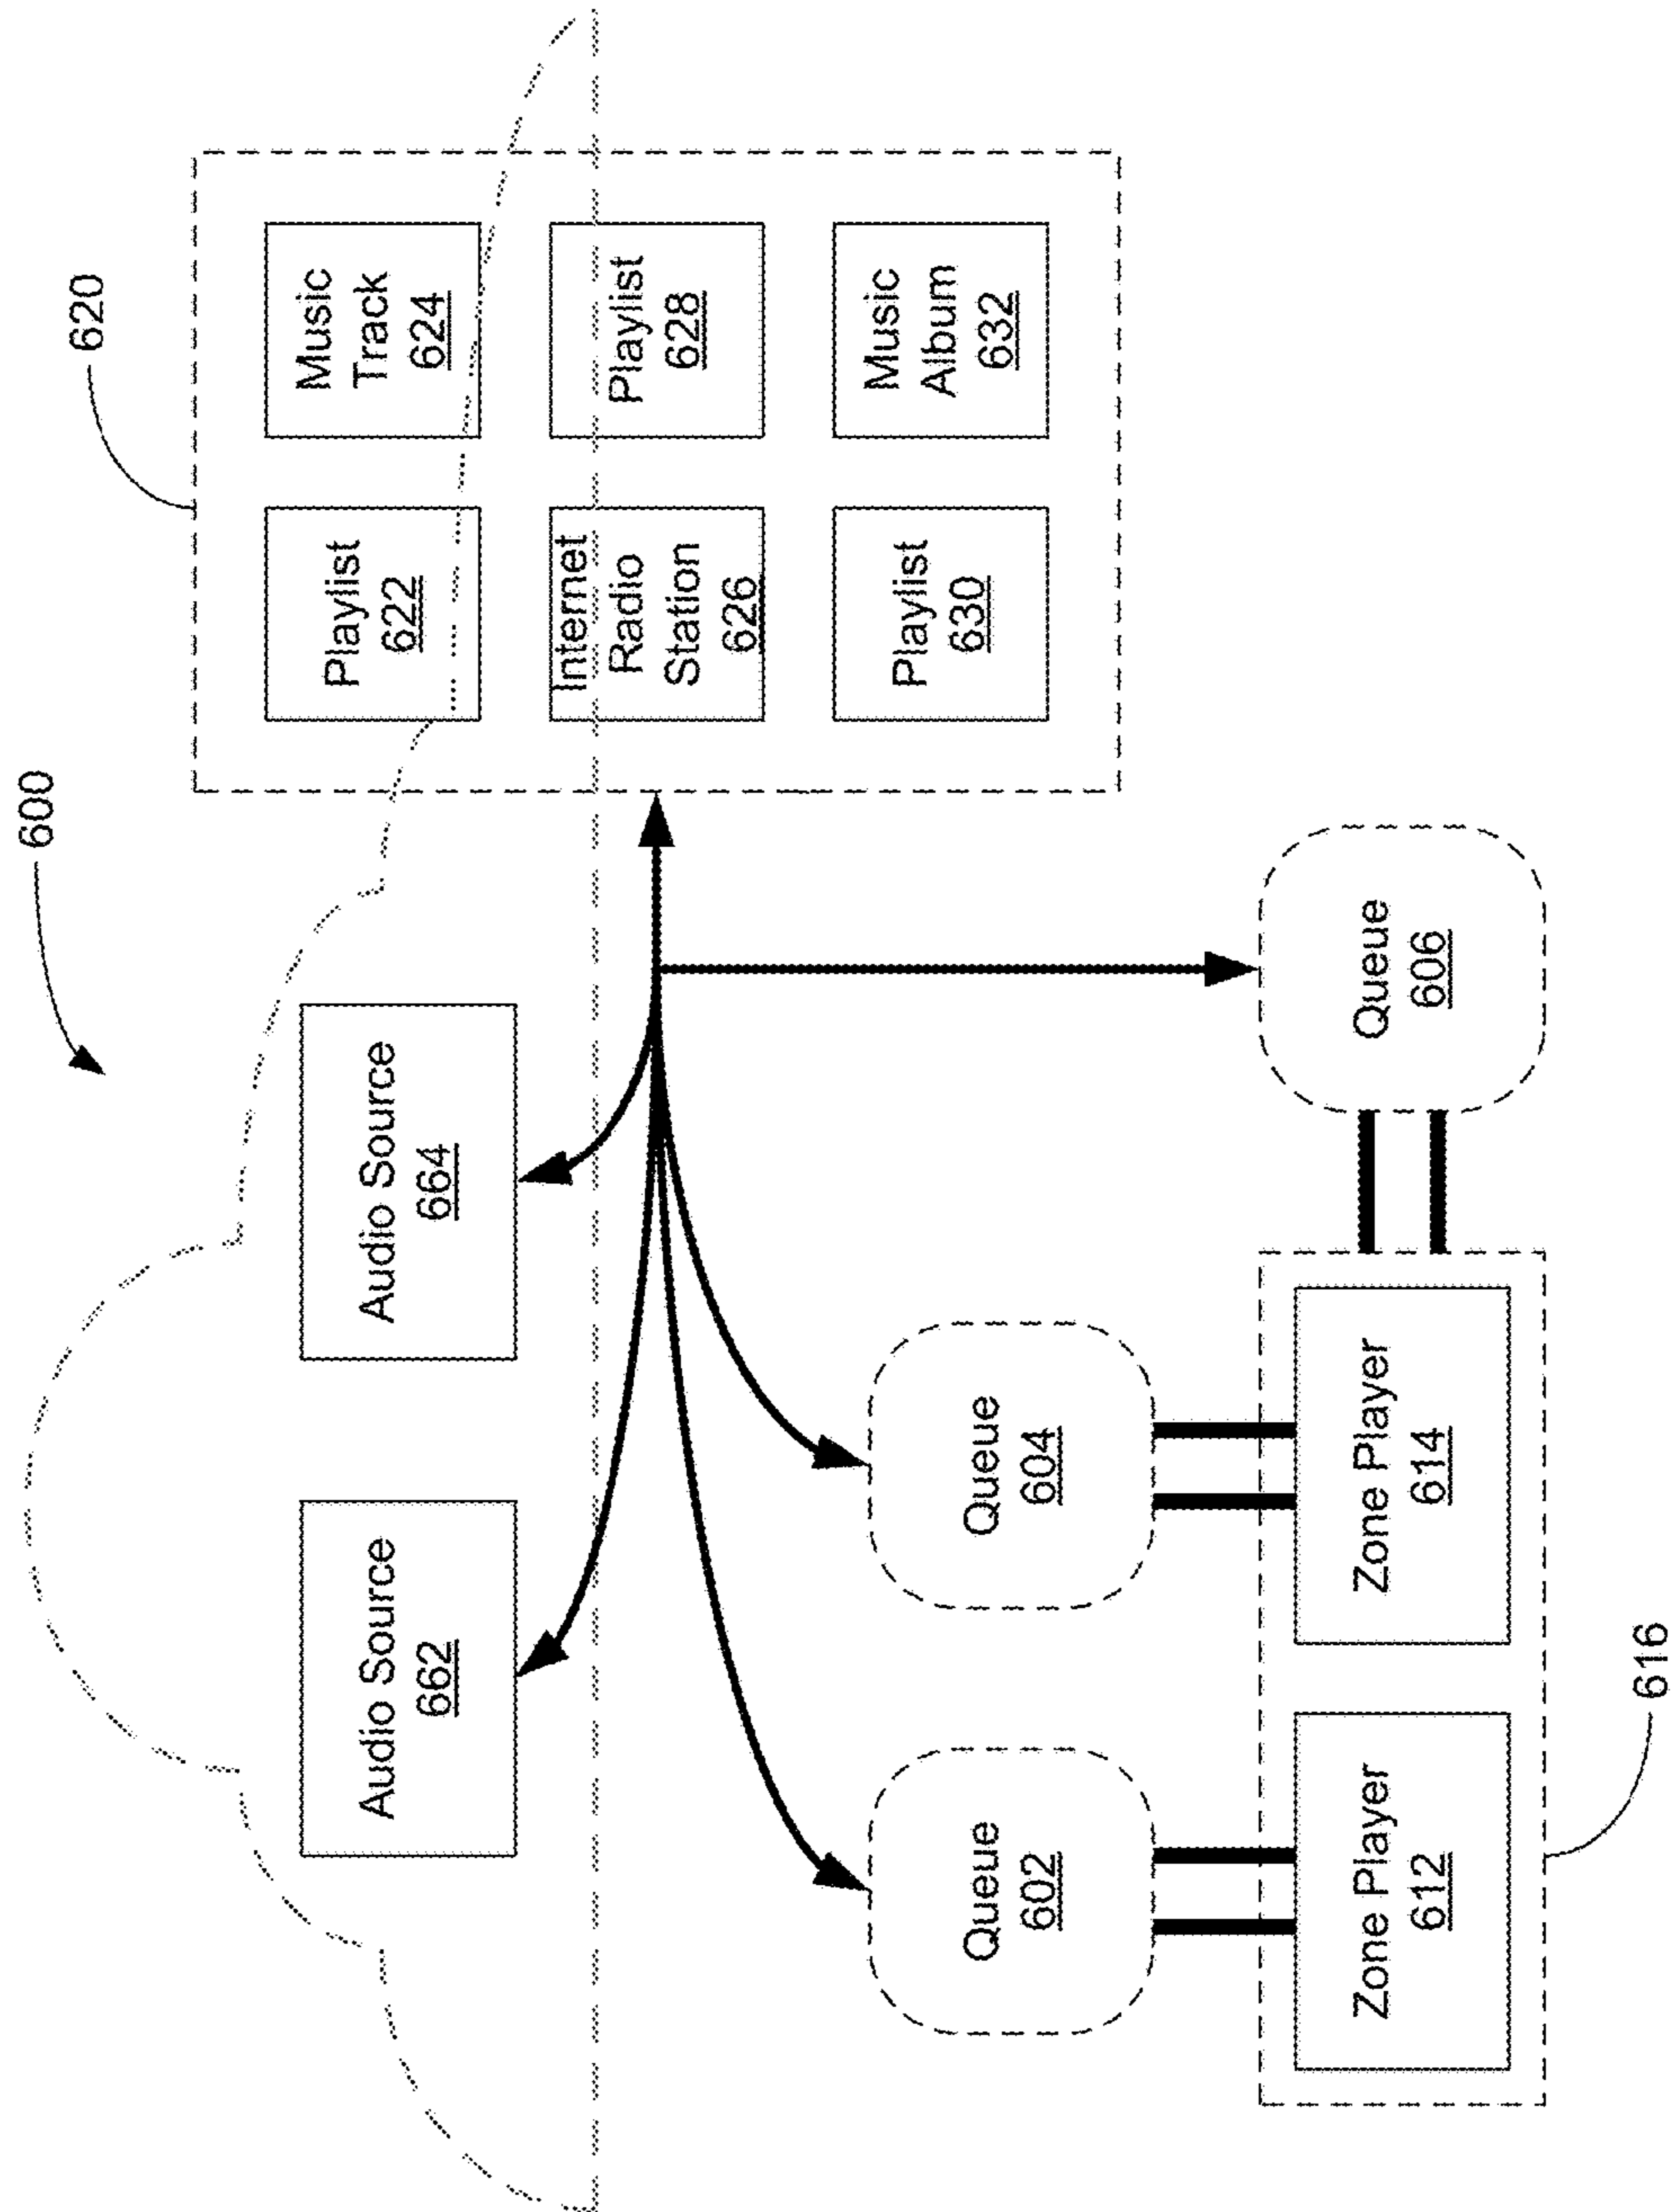 600
620
Audio Source
662
Audio Source
664
Playlist
622
Music
Track
624
Internet
Radio
Station
626
Playlist
628
Playlist
630
Music
Album
632
Queue
602
Queue
604
Queue
606
Zone Player
612
Zone Player
614
616